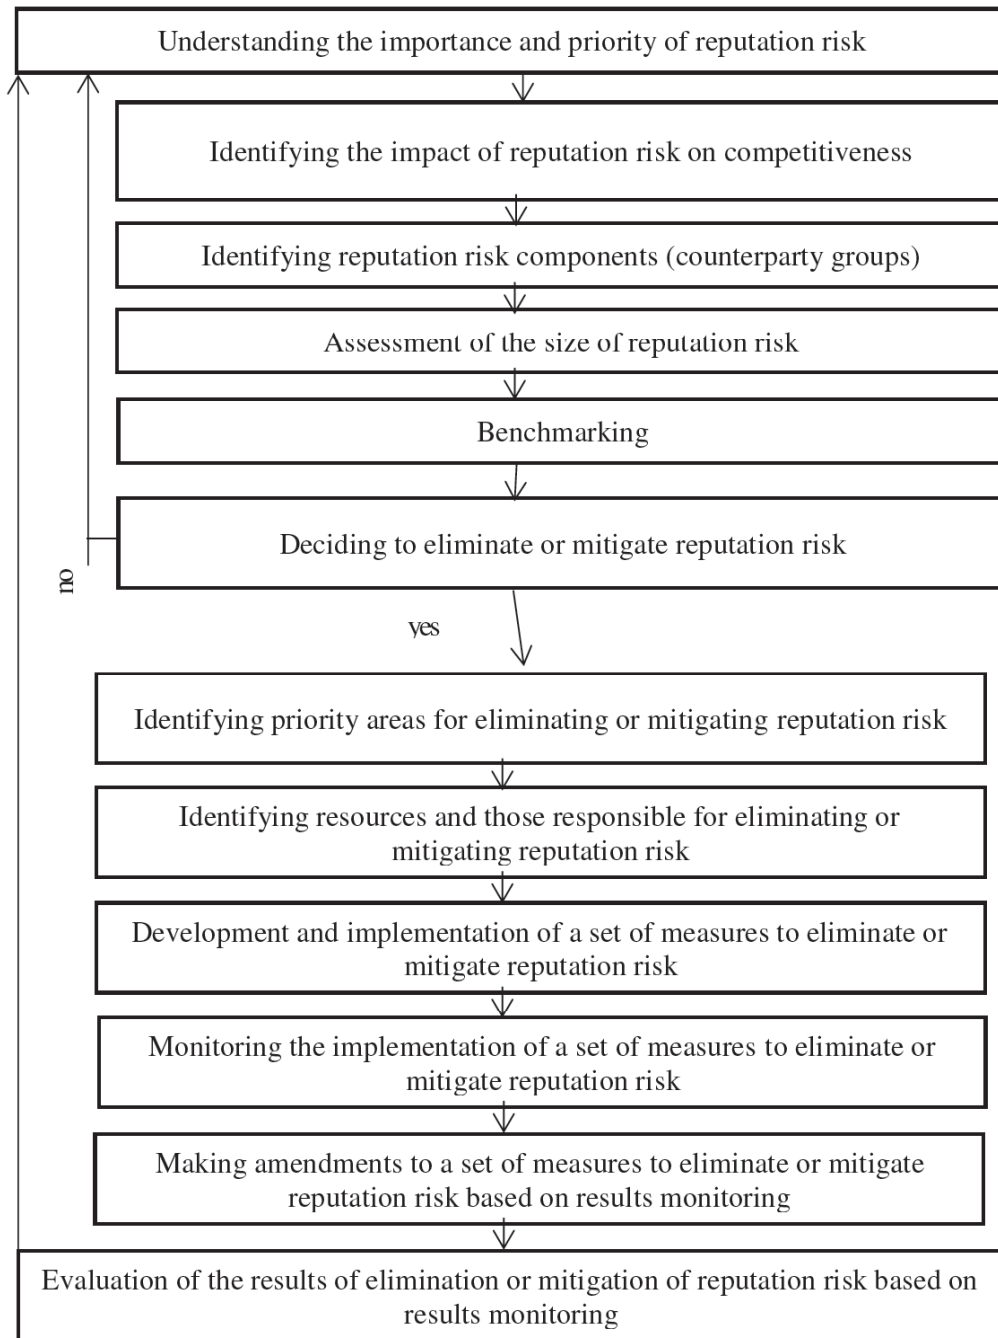 Understanding the importance and priority of reputation risk
Identifying the impact of reputation risk on competitiveness
Identifying reputation risk components (counterparty groups)
Assessment of the size of reputation risk
Benchmarking
Deciding to eliminate or mitigate reputation risk
no
yes
Identifying priority areas for eliminating or mitigating reputation risk
Identifying resources and those responsible for eliminating or
mitigating reputation risk
Development and implementation of a set of measures to eliminate or
mitigate reputation risk
Monitoring the implementation of a set of measures to eliminate or
mitigate reputation risk
Making amendments to a set of measures to eliminate or mitigate
reputation risk based on results monitoring
Evaluation of the results of elimination or mitigation of reputation risk based on
results monitoring